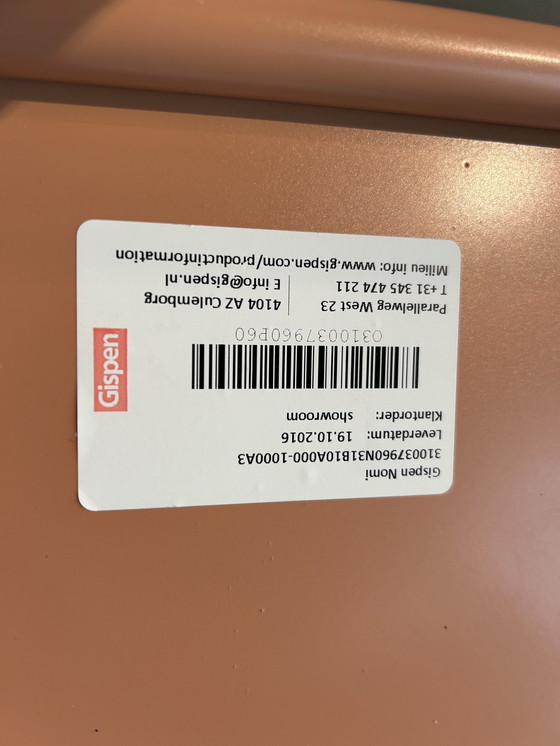 Gispen Nomi
310037960N31B10A000-1000A3
Leverdatum: 19.10.2016
Klantorder: showroom
0310037960P60
Parallelweg West 23 4104 AZ Culemborg
T +31 345 474 211 E info@gispen.nl
Milieu info: www.gispen.com/productinformation
Gispen